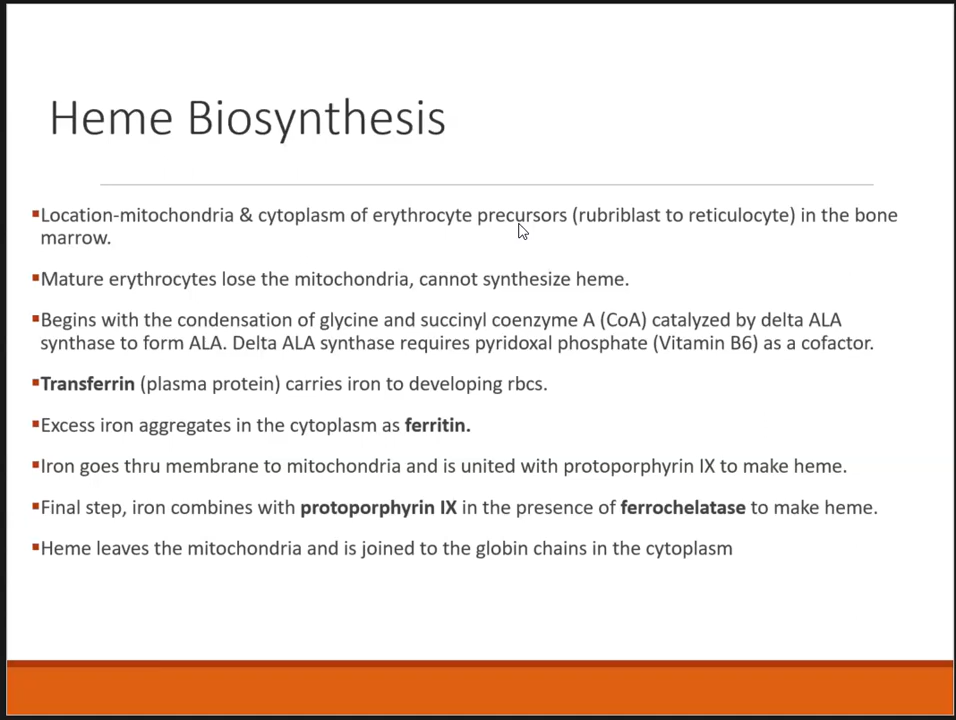 Heme Biosynthesis
▪Location-mitochondria & cytoplasm of erythrocyte precursors (rubriblast to reticulocyte) in the bone
marrow.
▪Mature erythrocytes lose the mitochondria, cannot synthesize heme.
▪Begins with the condensation of glycine and succinyl coenzyme A (CoA) catalyzed by delta ALA
synthase to form ALA. Delta ALA synthase requires pyridoxal phosphate (Vitamin B6) as a cofactor.
▪Transferrin (plasma protein) carries iron to developing rbcs.
▪Excess iron aggregates in the cytoplasm as ferritin.
▪Iron goes thru membrane to mitochondria and is united with protoporphyrin IX to make heme.
▪Final step, iron combines with protoporphyrin IX in the presence of ferrochelatase to make heme.
▪Heme leaves the mitochondria and is joined to the globin chains in the cytoplasm